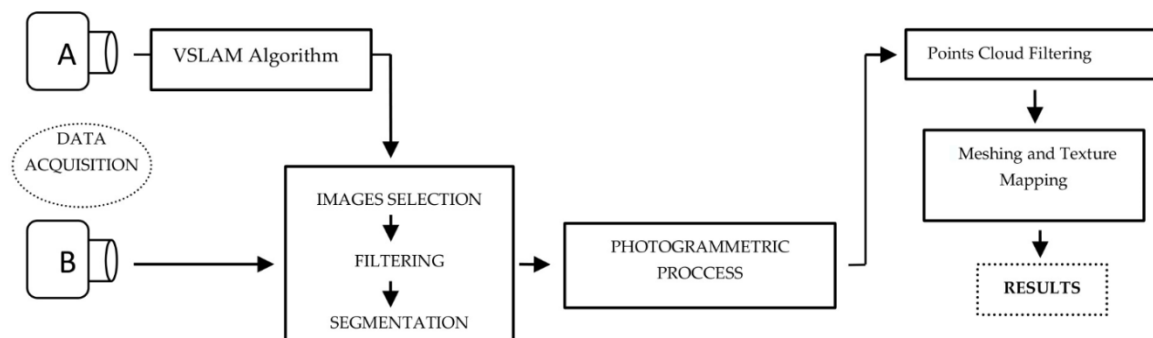 A
VSLAM Algorithm
DATA
ACQUISITION
B
IMAGES SELECTION
FILTERING
SEGMENTATION
PHOTOGRAMMETRIC
PROCCESS
Points Cloud Filtering
Meshing and Texture
Mapping
RESULTS